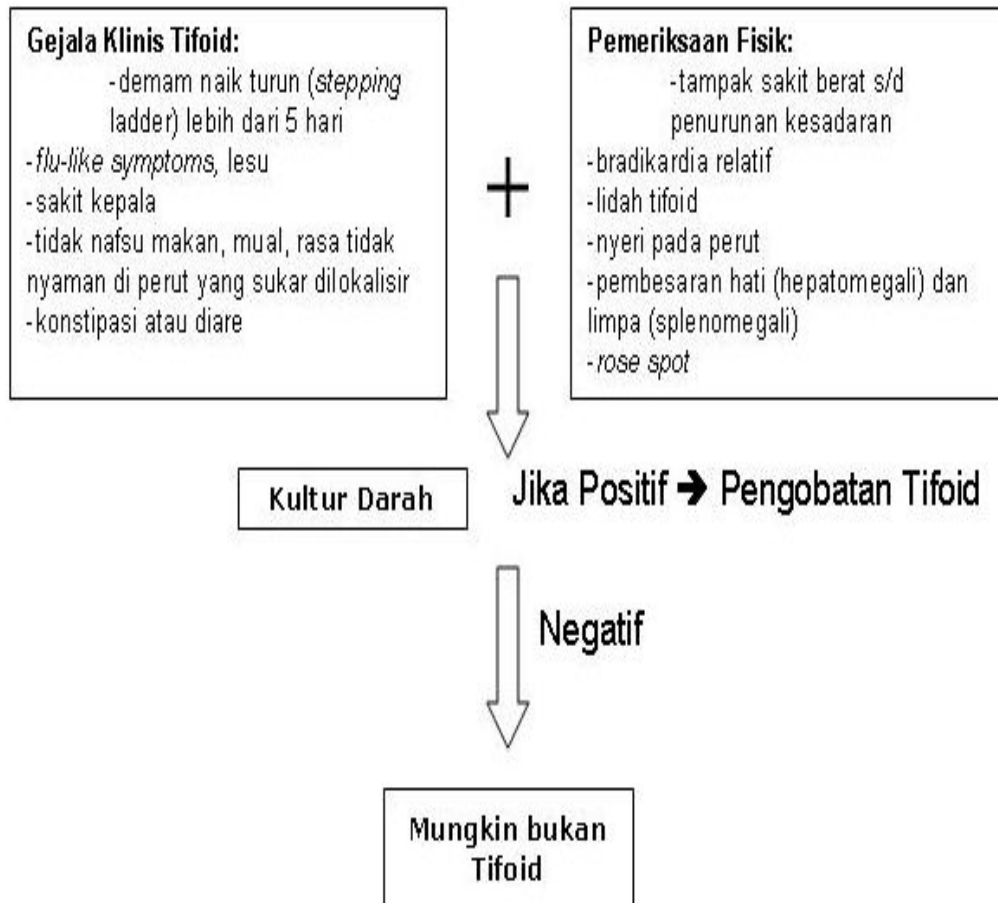 Gejala Klinis Tifoid:
-demam naik turun (stepping
ladder) lebih dari 5 hari
-flu-like symptoms, lesu
-sakit kepala
-tidak nafsu makan, mual, rasa tidak
nyaman di perut yang sukar dilokalisir
-konstipasi atau diare
+
Pemeriksaan Fisik:
-tampak sakit berat s/d
penurunan kesadaran
-bradikardia relatif
-lidah tifoid
-nyeri pada perut
-pembesaran hati (hepatomegali) dan
limpa (splenomegali)
-rose spot
Kultur Darah
Jika Positif ➔ Pengobatan Tifoid
Negatif
Mungkin bukan
Tifoid